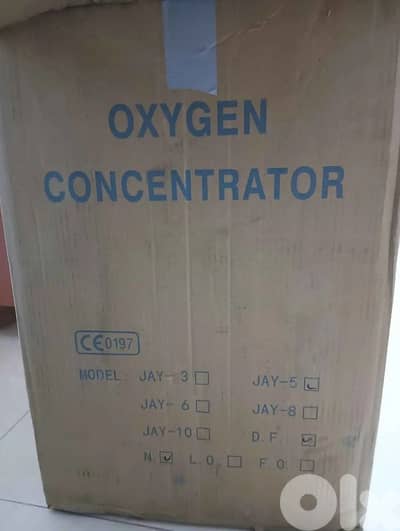 OXYGEN
CONCENTRATOR
CE0197
MODEL: JAY-3 ☐ JAY-5 ☑
JAY-6 ☐ JAY-8 ☐
JAY-10 ☐ D.F. ☑
N. ☑ L.O. ☐ F.O. ☐
OLX